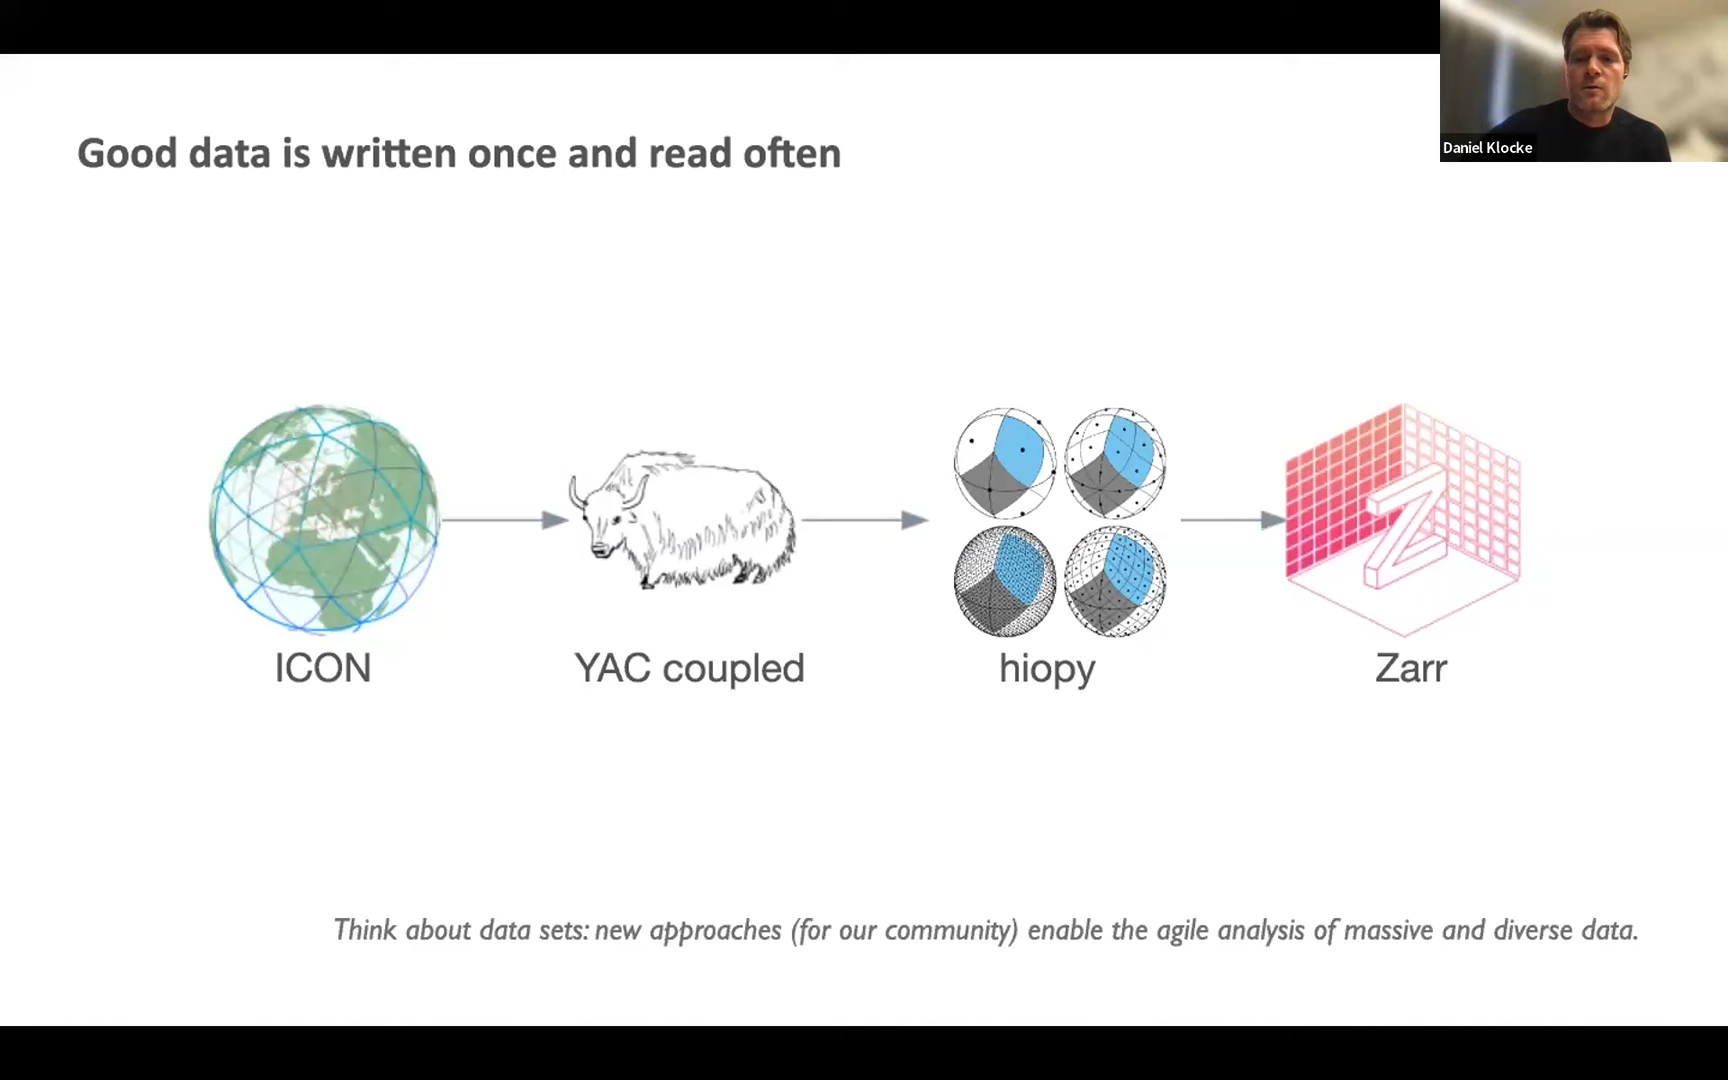 Daniel Klocke
Good data is written once and read often
ICON
YAC coupled
hiopy
Zarr
Think about data sets: new approaches (for our community) enable the agile analysis of massive and diverse data.